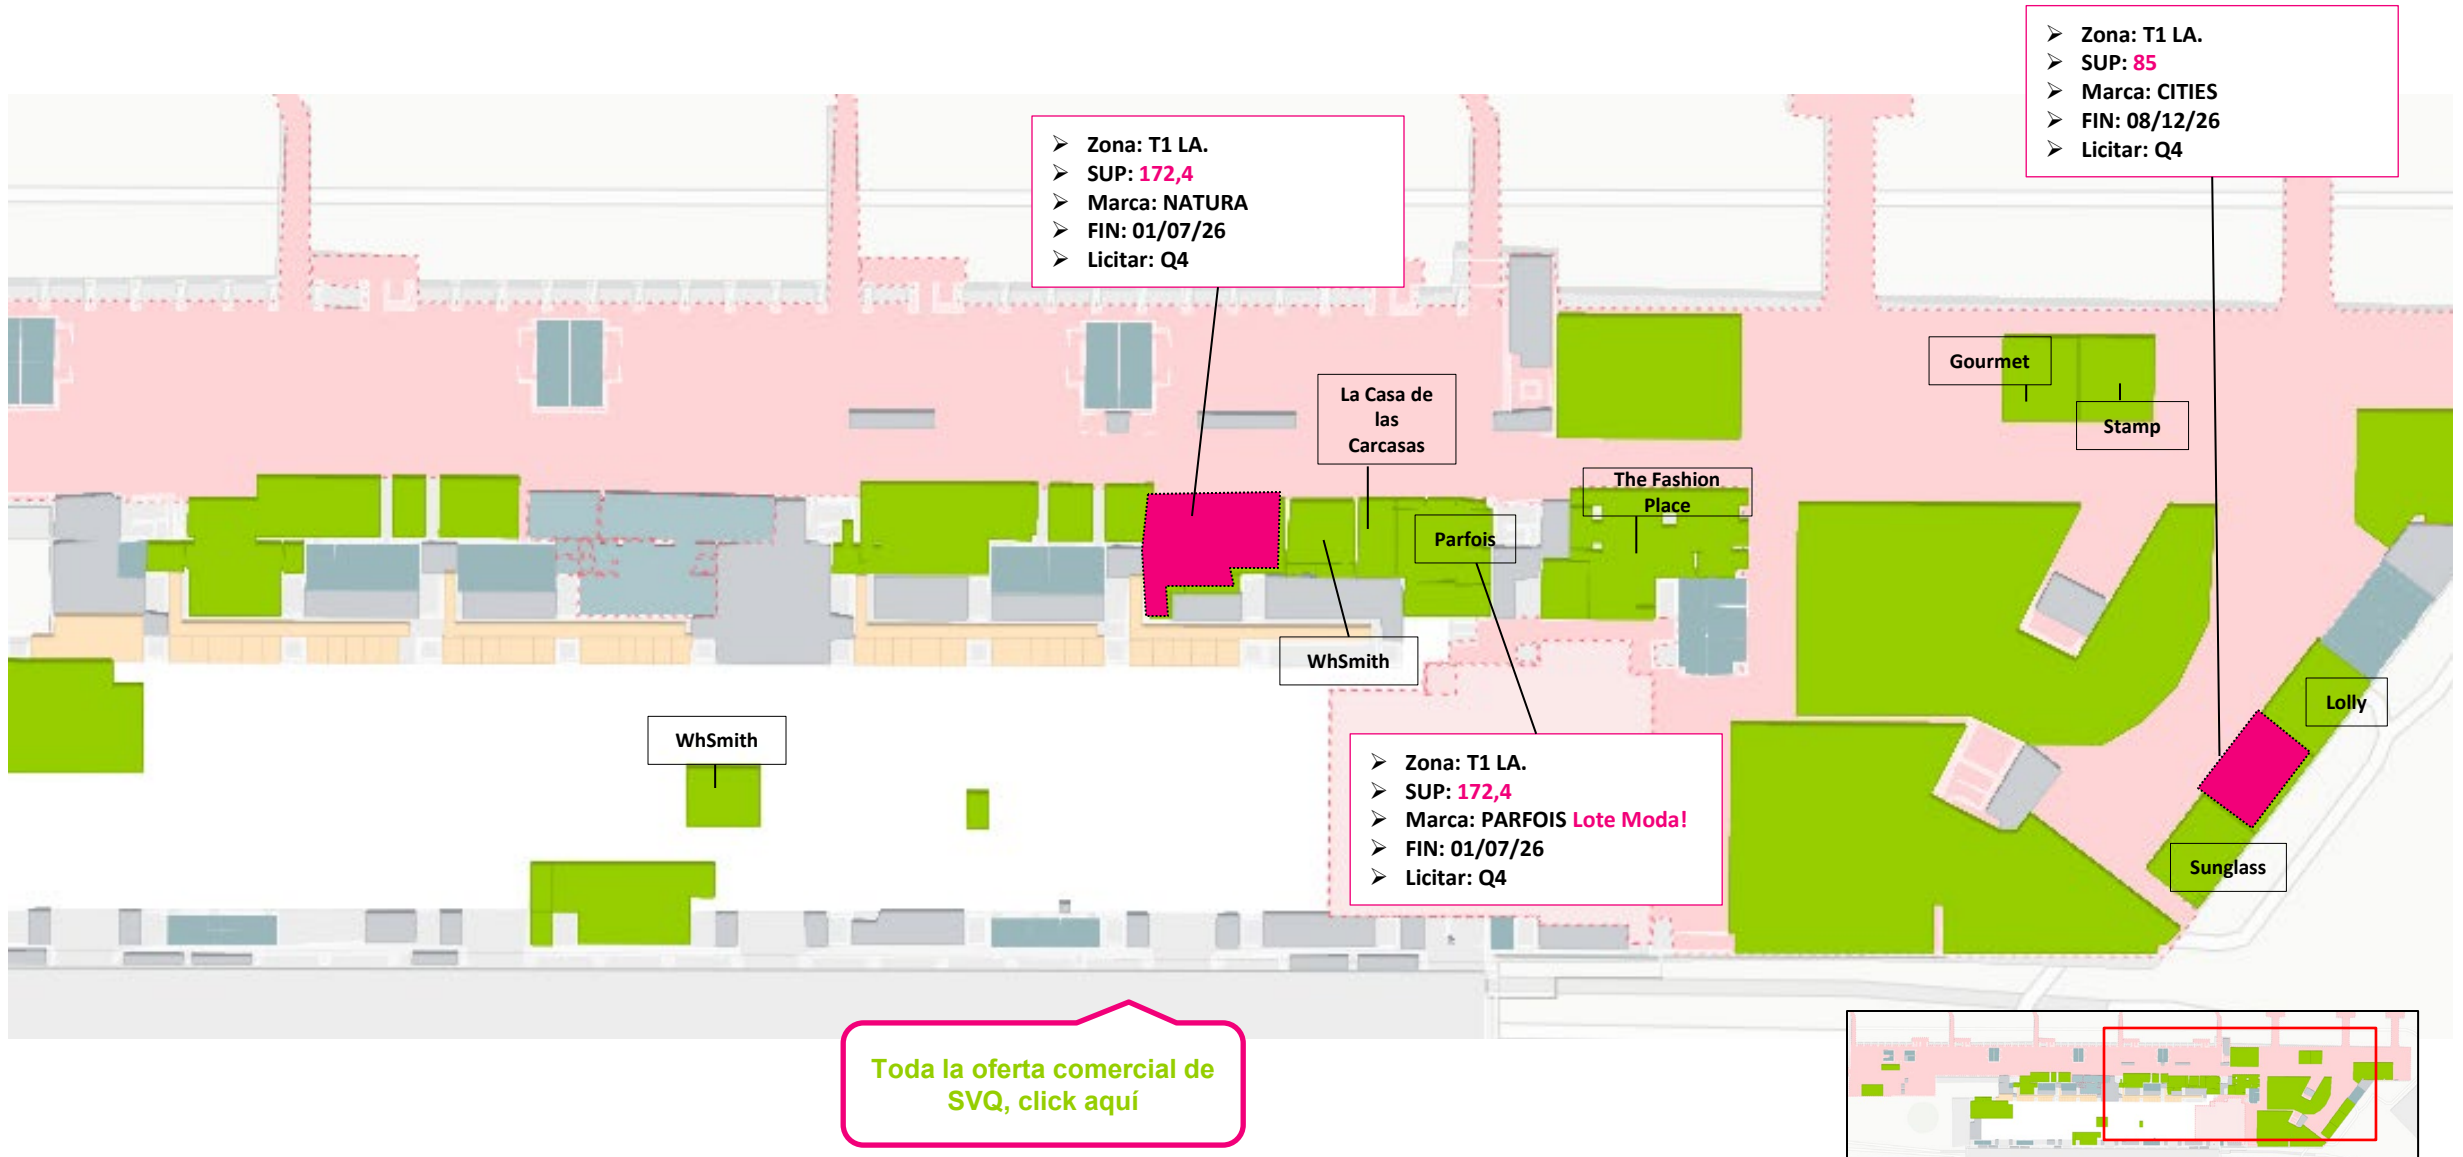 ➢ Zona: T1 LA.
➢ SUP: 85
➢ Marca: CITIES
➢ FIN: 08/12/26
➢ Licitar: Q4
➢ Zona: T1 LA.
➢ SUP: 172,4
➢ Marca: NATURA
➢ FIN: 01/07/26
➢ Licitar: Q4
Gourmet
Stamp
La Casa de
las
Carcasas
The Fashion
Place
Parfois
WhSmith
Lolly
WhSmith
➢ Zona: T1 LA.
➢ SUP: 172,4
➢ Marca: PARFOIS Lote Moda!
➢ FIN: 01/07/26
➢ Licitar: Q4
Sunglass
Toda la oferta comercial de
SVQ, click aquí